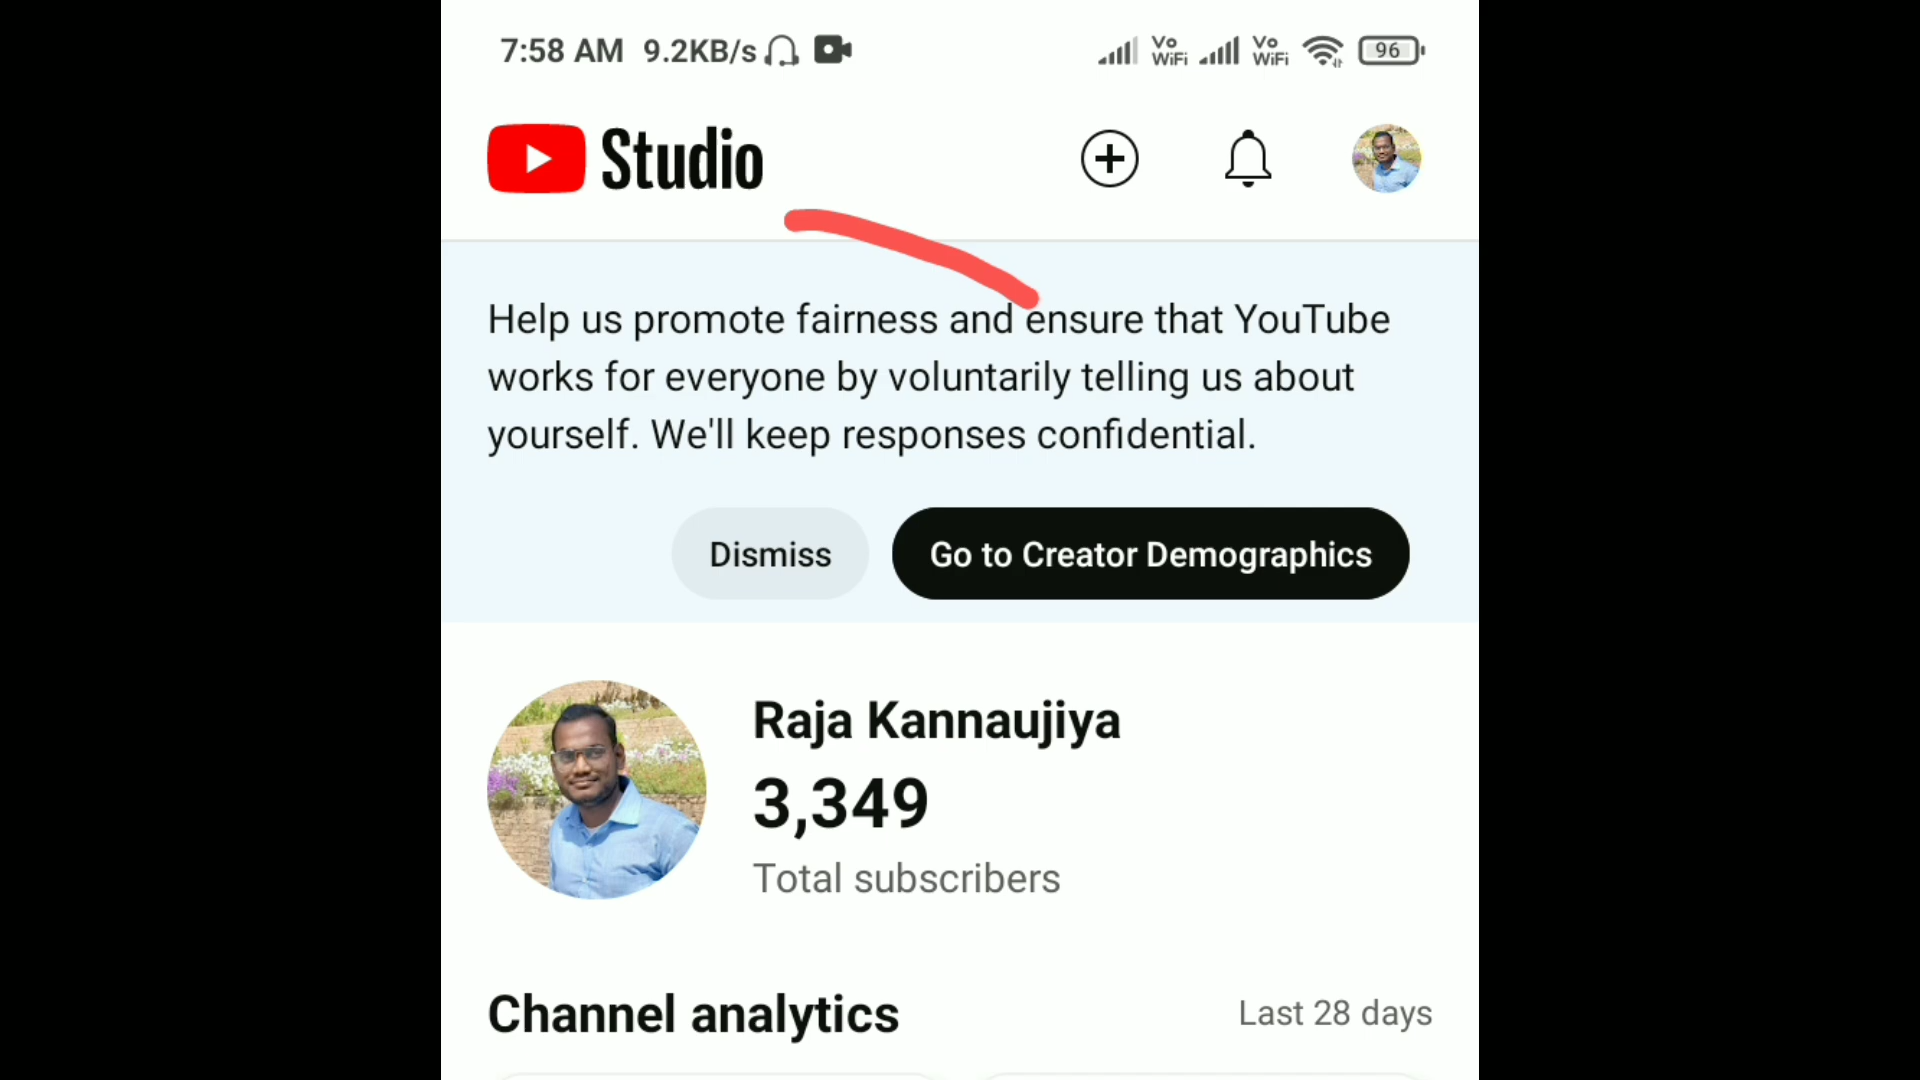 7:58 AM 9.2KB/s Vo WiFi Vo WiFi 96
Studio
Help us promote fairness and ensure that YouTube
works for everyone by voluntarily telling us about
yourself. We'll keep responses confidential.
Dismiss Go to Creator Demographics
Raja Kannaujiya
3,349
Total subscribers
Channel analytics Last 28 days